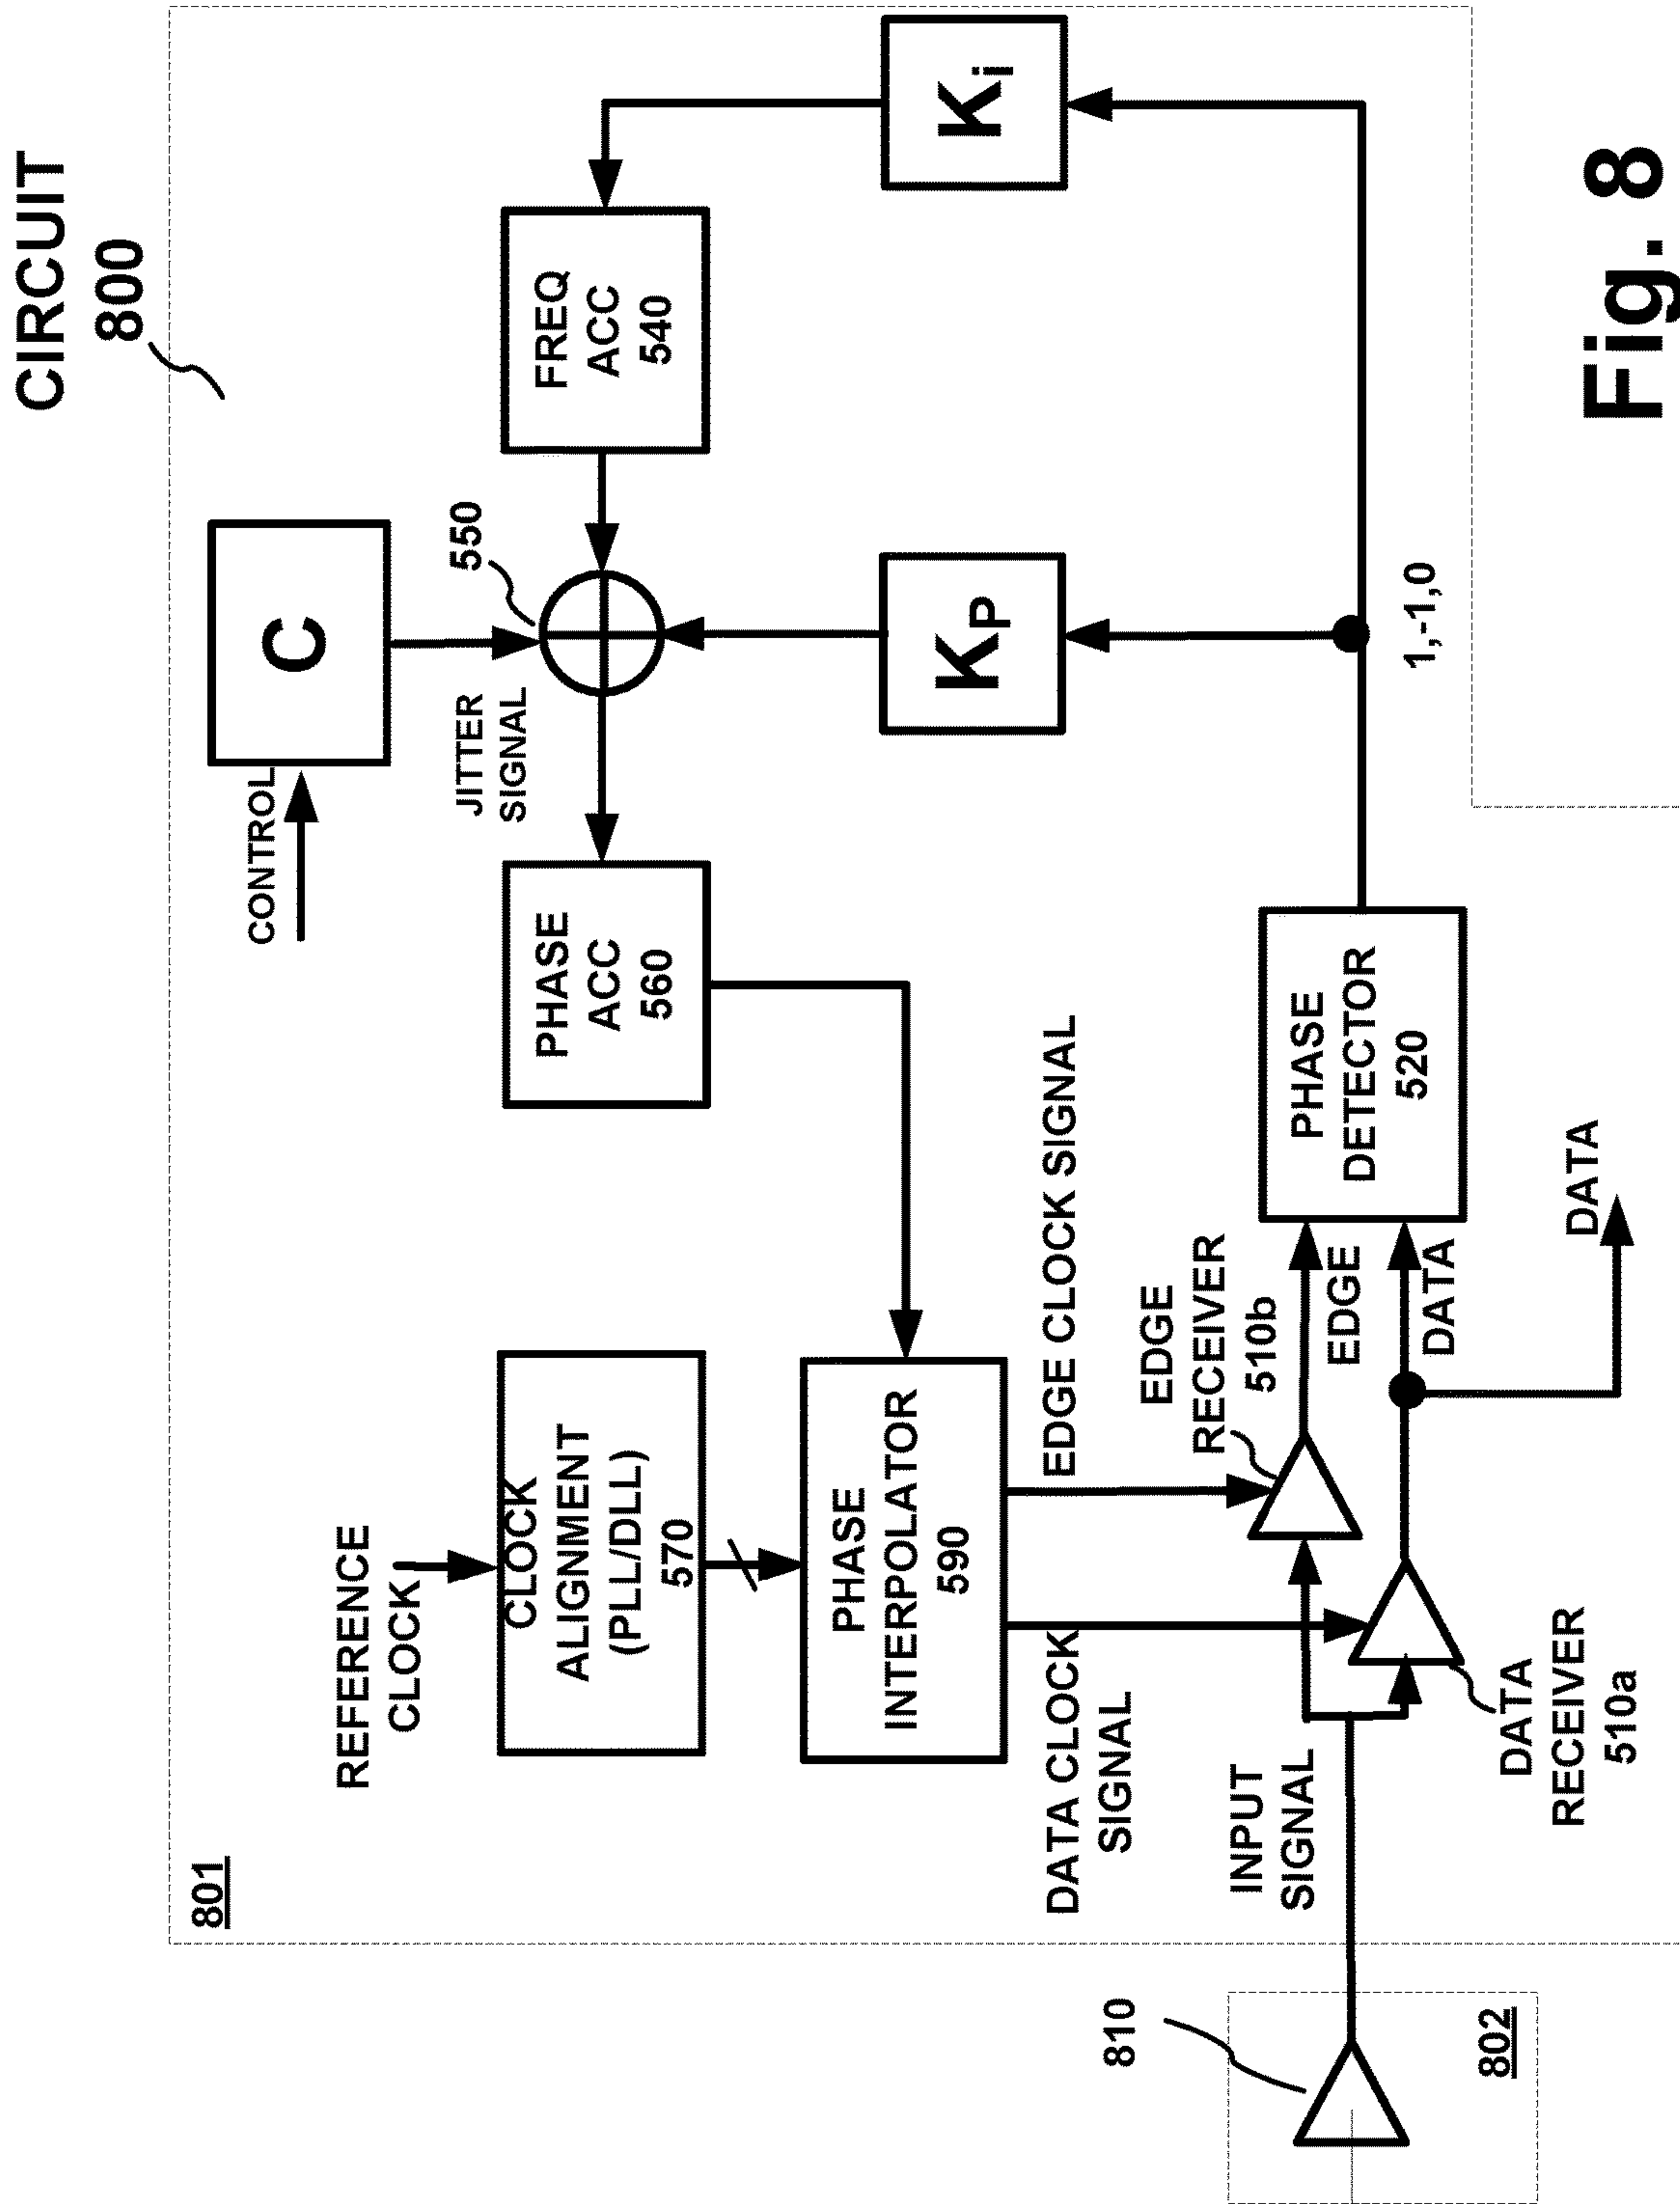 CIRCUIT
800
801
REFERENCE
CLOCK
CLOCK
ALIGNMENT
(PLL/DLL)
570
PHASE
INTERPOLATOR
590
PHASE
ACC
560
CONTROL
C
JITTER
SIGNAL
550
FREQ
ACC
540
KP
Ki
DATA CLOCK
SIGNAL
EDGE CLOCK SIGNAL
EDGE
RECEIVER
510b
INPUT
SIGNAL
810
802
DATA
RECEIVER
510a
EDGE
DATA
PHASE
DETECTOR
520
DATA
1,-1,0
Fig. 8